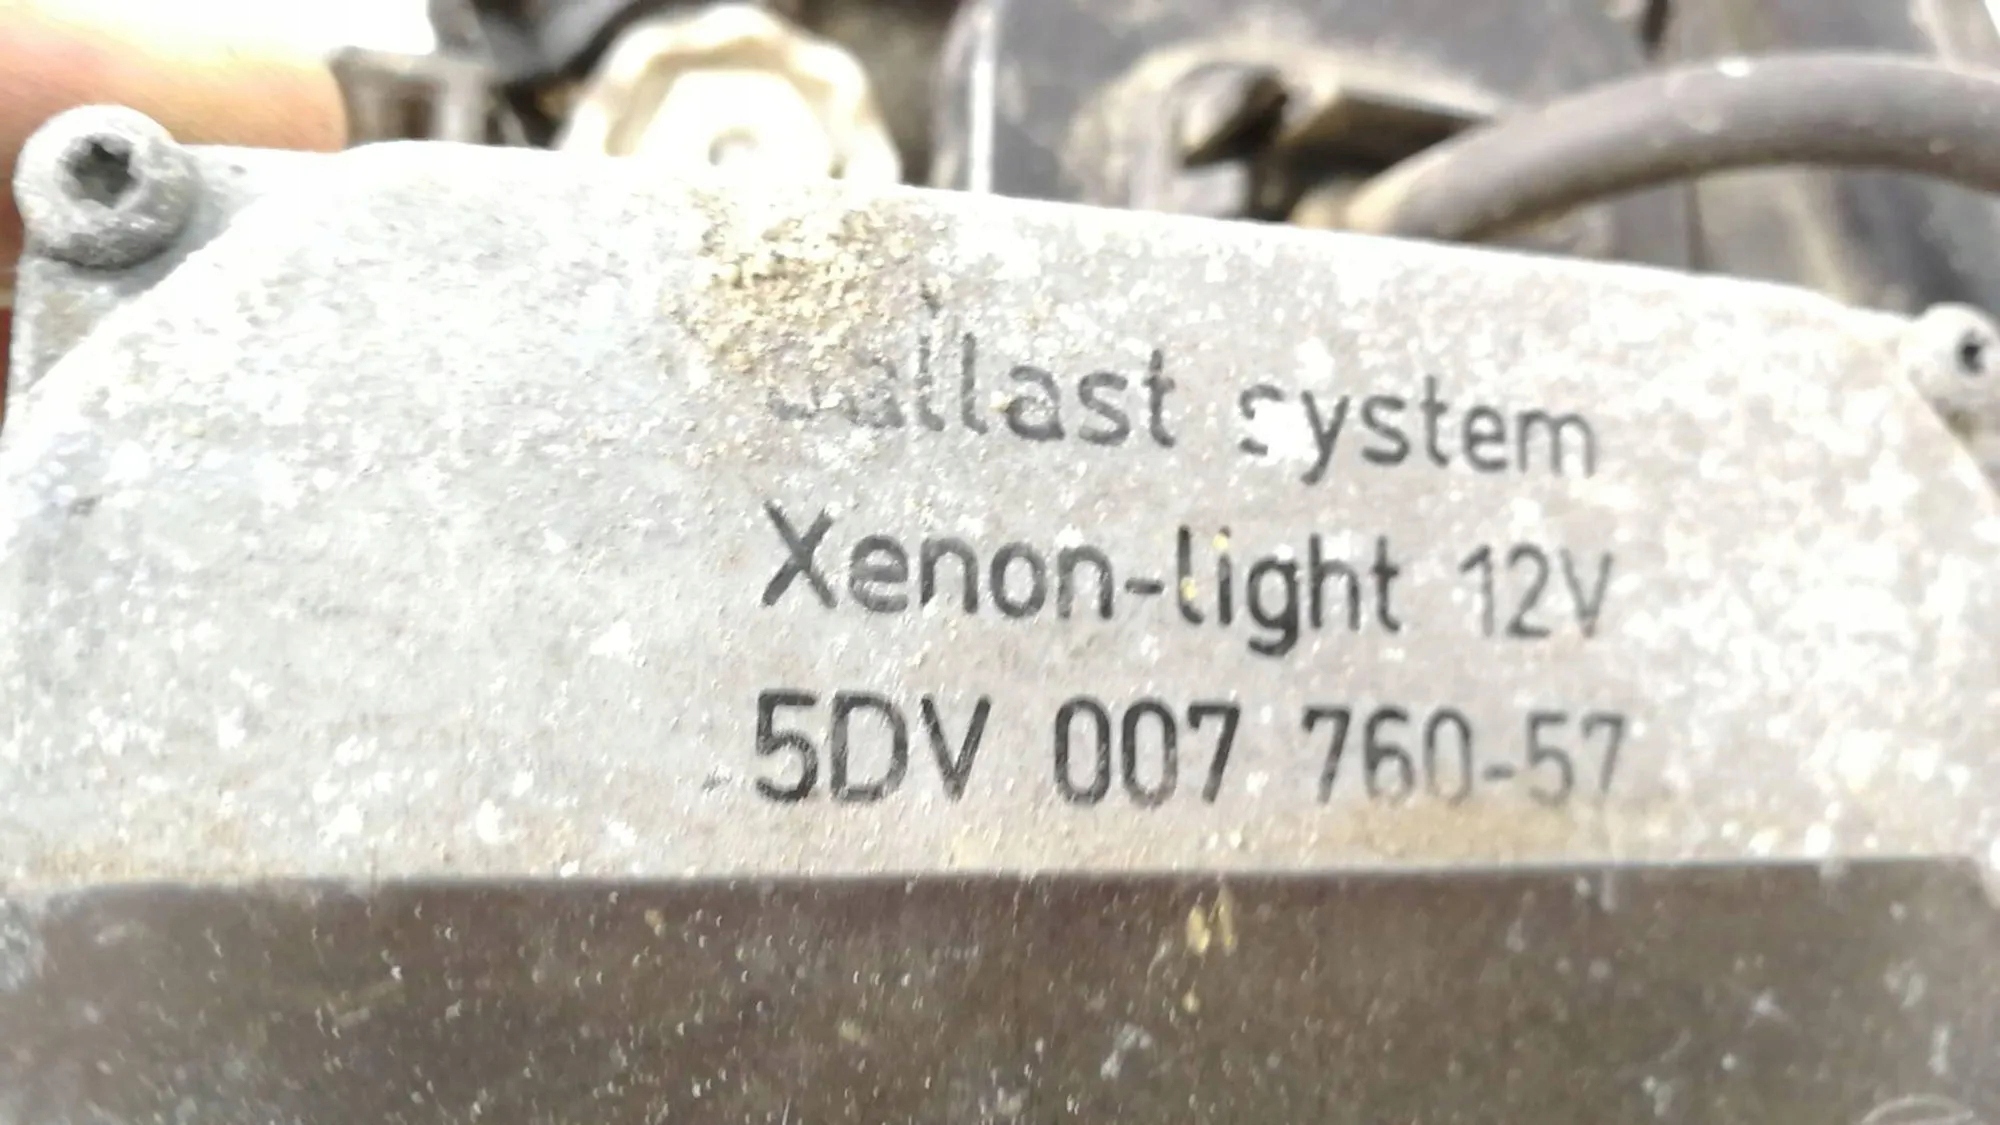 ballast system
Xenon-light 12V
5DV 007 760-57